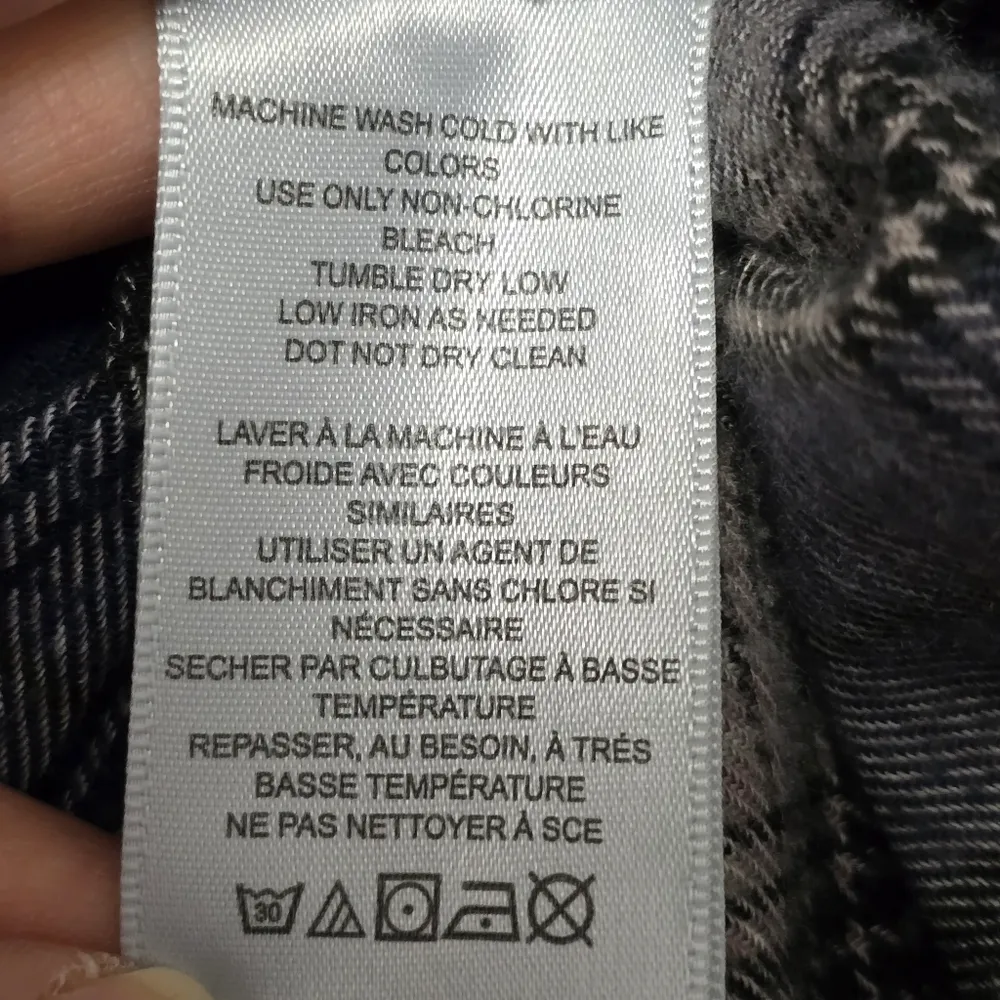 MACHINE WASH COLD WITH LIKE
COLORS
USE ONLY NON-CHLORINE
BLEACH
TUMBLE DRY LOW
LOW IRON AS NEEDED
DOT NOT DRY CLEAN
LAVER À LA MACHINE À L'EAU
FROIDE AVEC COULEURS
SIMILAIRES
UTILISER UN AGENT DE
BLANCHIMENT SANS CHLORE SI
NÉCESSAIRE
SECHER PAR CULBUTAGE À BASSE
TEMPÉRATURE
REPASSER, AU BESOIN, À TRÉS
BASSE TEMPÉRATURE
NE PAS NETTOYER À SCE
30